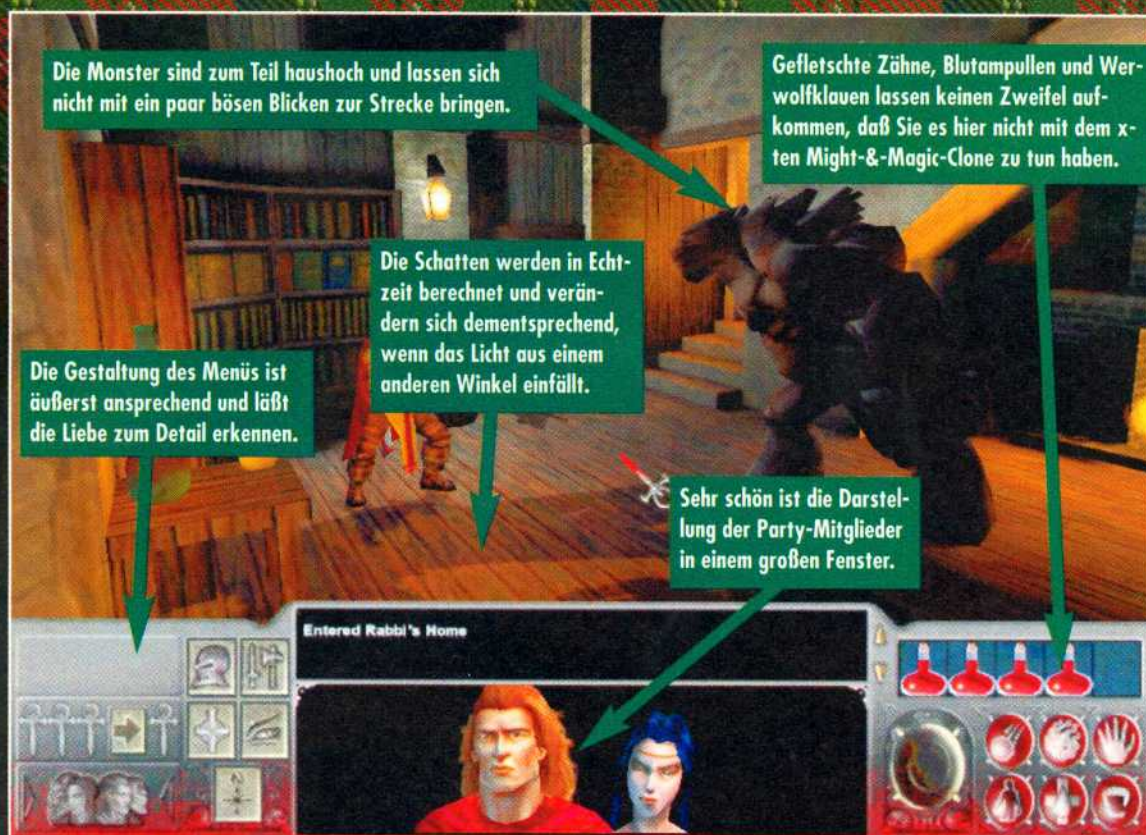 Die Monster sind zum Teil haushoch und lassen sich
nicht mit ein paar bösen Blicken zur Strecke bringen.
Gefletschte Zähne, Blutampullen und Wer-
wolfklauen lassen keinen Zweifel auf-
kommen, daß Sie es hier nicht mit dem x-
ten Might-&-Magic-Clone zu tun haben.
Die Schatten werden in Echt-
zeit berechnet und verän-
dern sich dementsprechend,
wenn das Licht aus einem
anderen Winkel einfällt.
Die Gestaltung des Menüs ist
äußerst ansprechend und läßt
die Liebe zum Detail erkennen.
Sehr schön ist die Darstel-
lung der Party-Mitglieder
in einem großen Fenster.
Entered Rabbi's Home